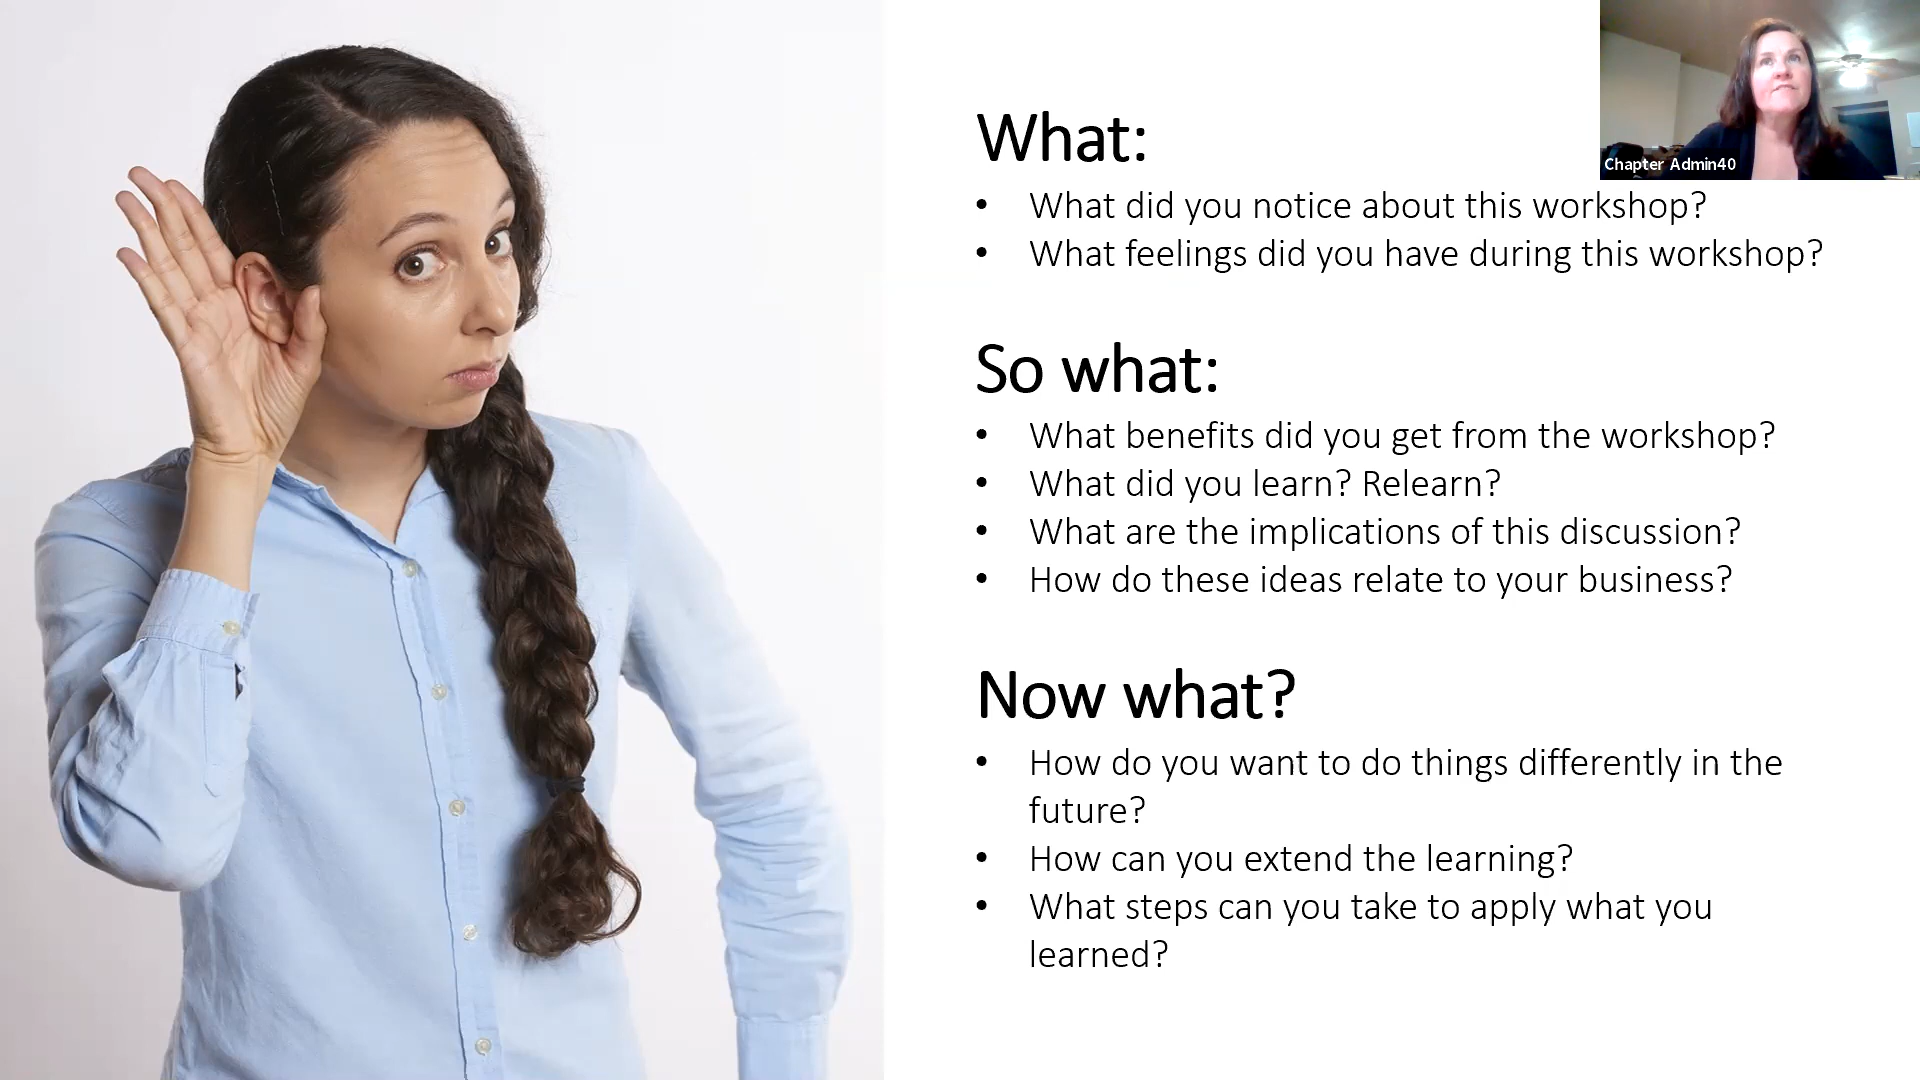 Chapter Admin40
What:
• What did you notice about this workshop?
• What feelings did you have during this workshop?
So what:
• What benefits did you get from the workshop?
• What did you learn? Relearn?
• What are the implications of this discussion?
• How do these ideas relate to your business?
Now what?
• How do you want to do things differently in the
future?
• How can you extend the learning?
• What steps can you take to apply what you
learned?